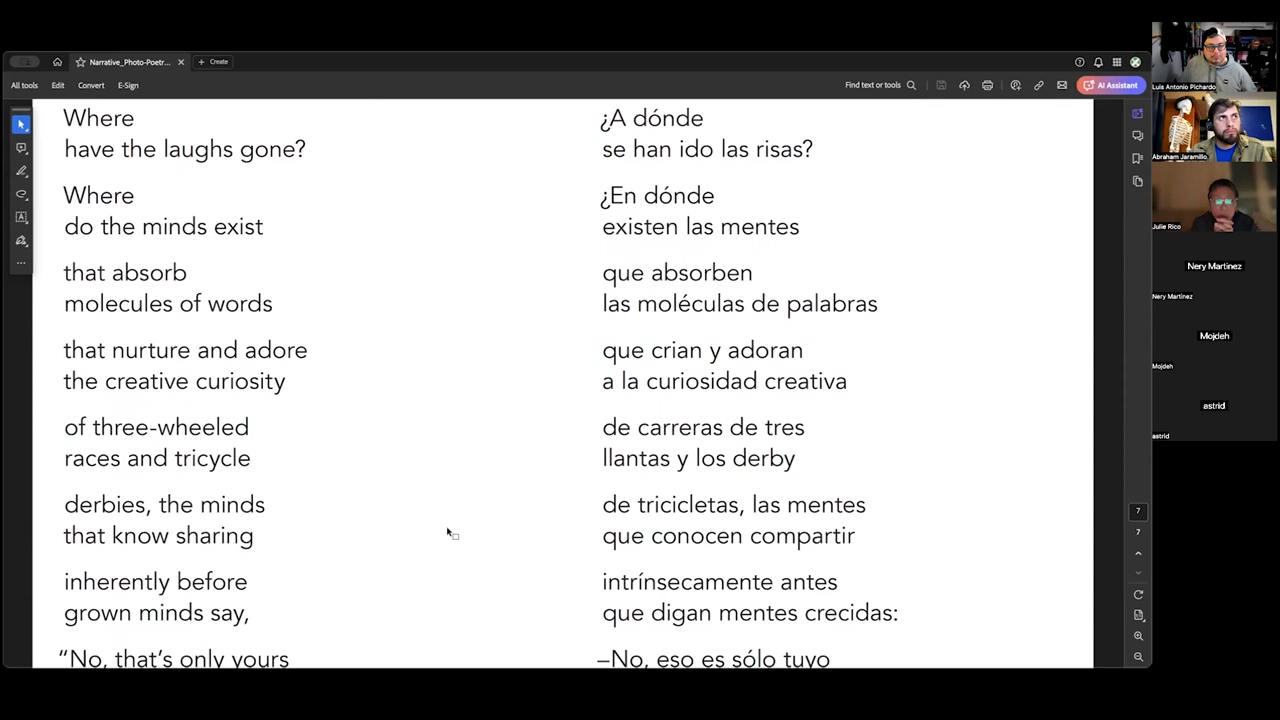 Narrative_Photo-Poetr...
Create
All tools
Edit
Convert
E-Sign
Find text or tools
AI Assistant
Where
have the laughs gone?
Where
do the minds exist
that absorb
molecules of words
that nurture and adore
the creative curiosity
of three-wheeled
races and tricycle
derbies, the minds
that know sharing
inherently before
grown minds say,
“No, that’s only yours
¿A dónde
se han ido las risas?
¿En dónde
existen las mentes
que absorben
las moléculas de palabras
que crian y adoran
a la curiosidad creativa
de carreras de tres
llantas y los derby
de tricicletas, las mentes
que conocen compartir
intrínsecamente antes
que digan mentes crecidas:
–No, eso es sólo tuyo
7
7
Luis Antonio Pichardo
Abraham Jaramillo
Julie Rico
Nery Martinez
Nery Martinez
Mojdeh
Mojdeh
astrid
astrid